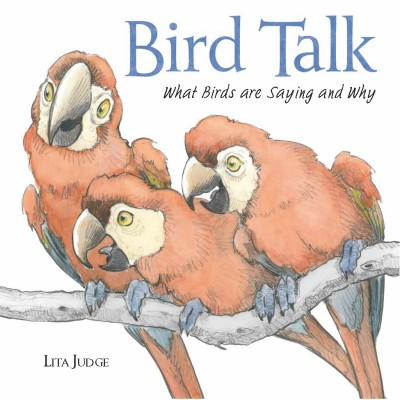 Bird Talk
What Birds are Saying and Why
Lita Judge